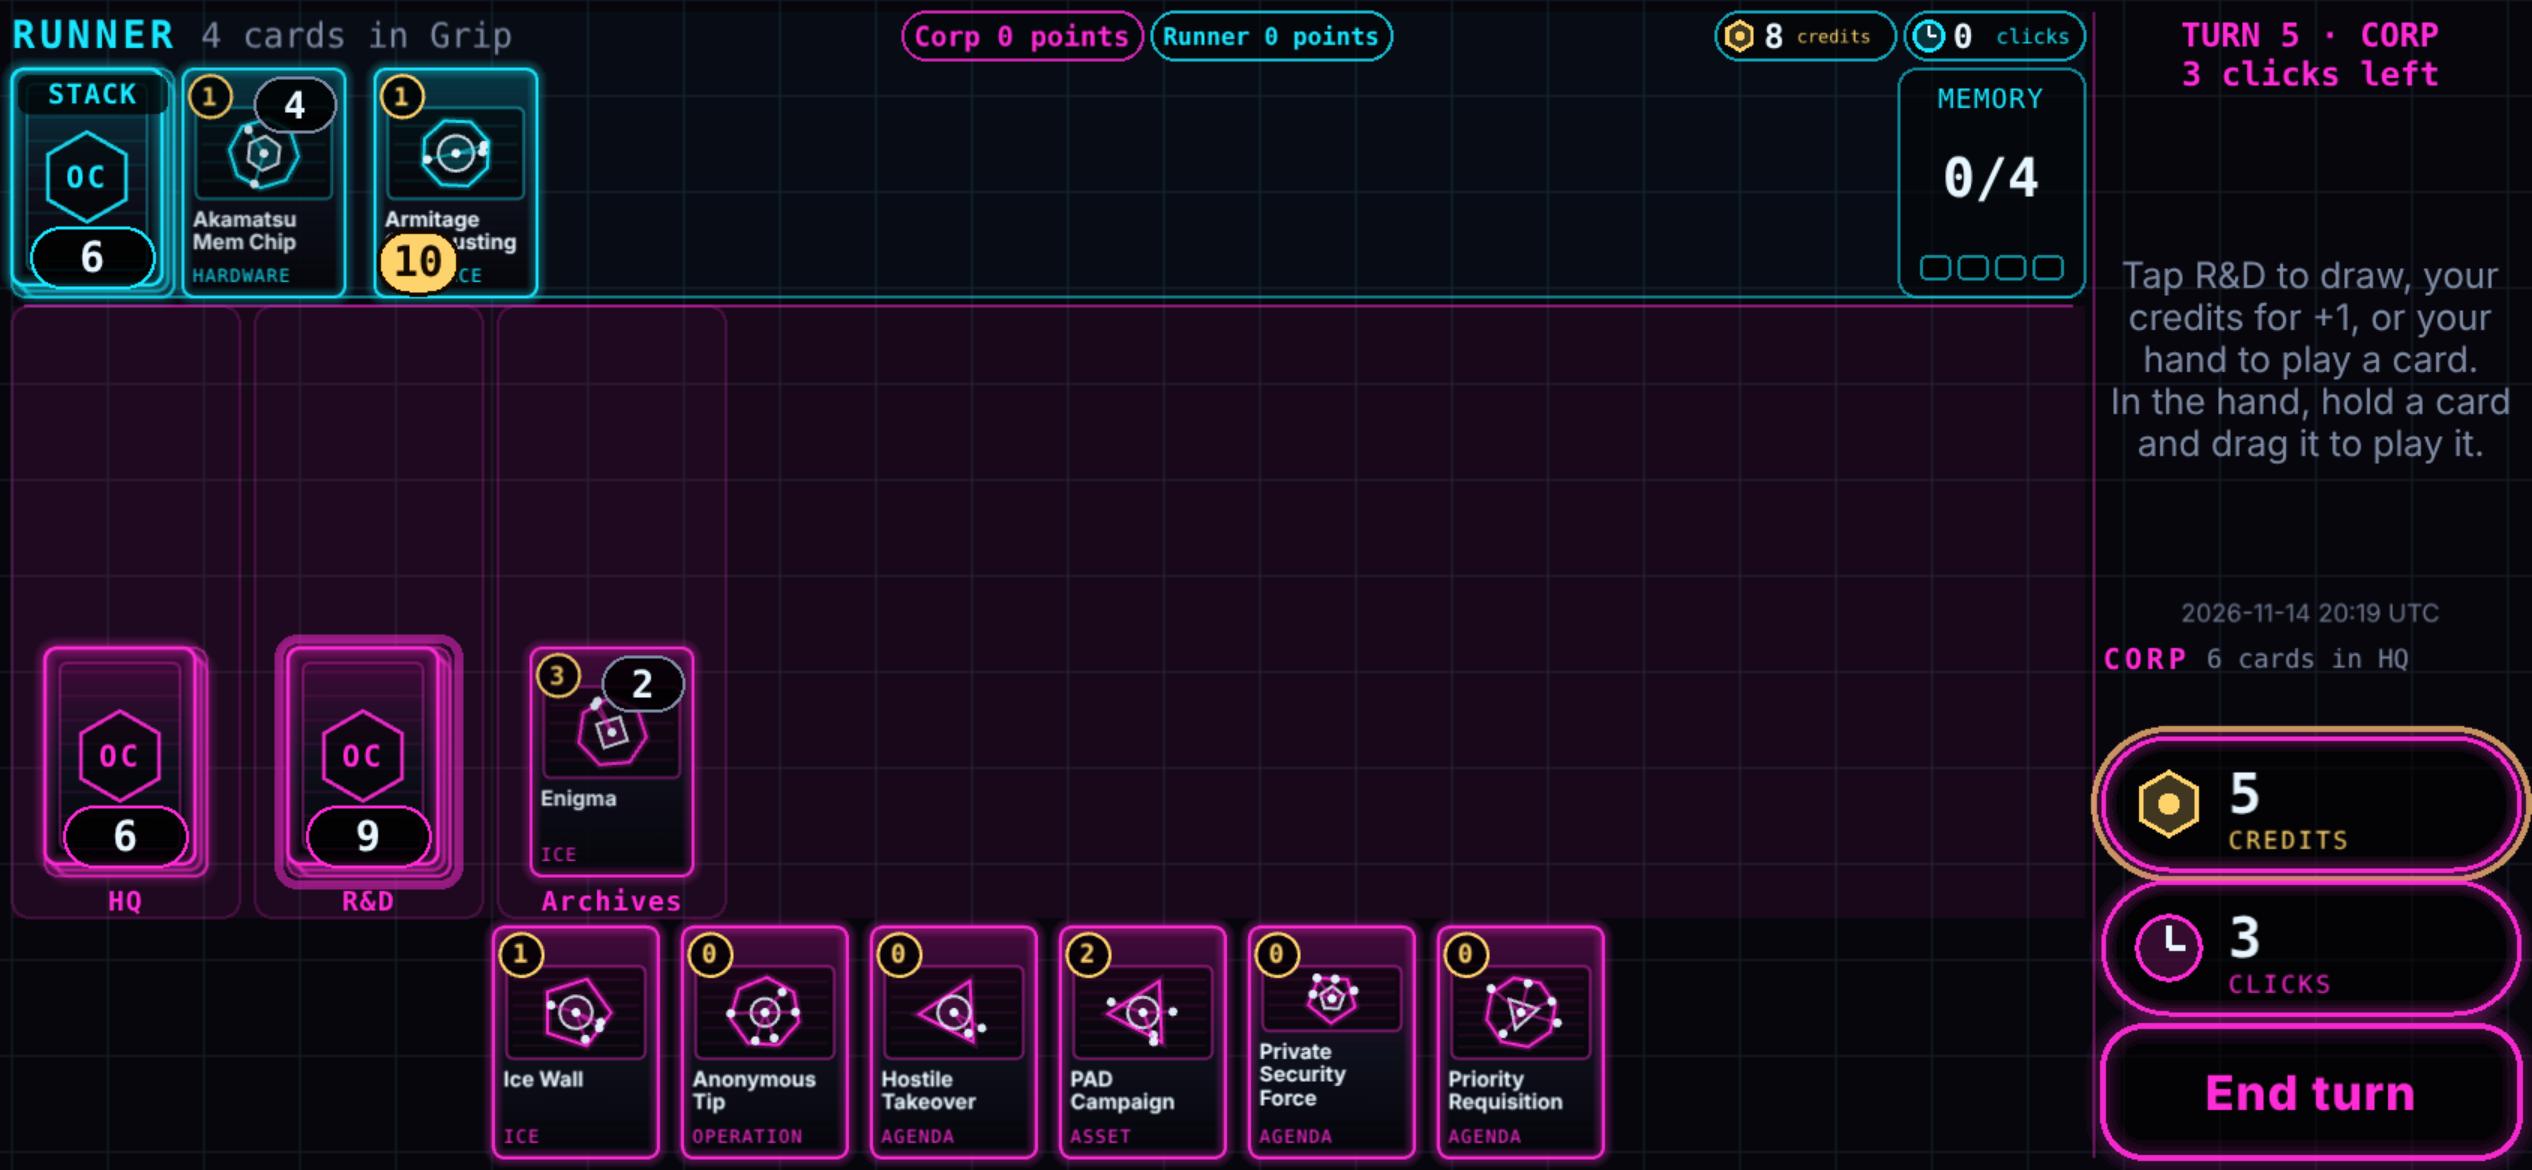 RUNNER 4 cards in Grip
Corp 0 points
Runner 0 points
8 credits
0 clicks
TURN 5 · CORP
3 clicks left
STACK
OC
6
1
4
Akamatsu
Mem Chip
HARDWARE
1
Armitage
usting
10
CE
MEMORY
0/4
Tap R&D to draw, your
credits for +1, or your
hand to play a card.
In the hand, hold a card
and drag it to play it.
2026-11-14 20:19 UTC
CORP 6 cards in HQ
OC
6
HQ
OC
9
R&D
3
2
Enigma
ICE
Archives
5
CREDITS
3
CLICKS
End turn
1
Ice Wall
ICE
0
Anonymous
Tip
OPERATION
0
Hostile
Takeover
AGENDA
2
PAD
Campaign
ASSET
0
Private
Security
Force
AGENDA
0
Priority
Requisition
AGENDA